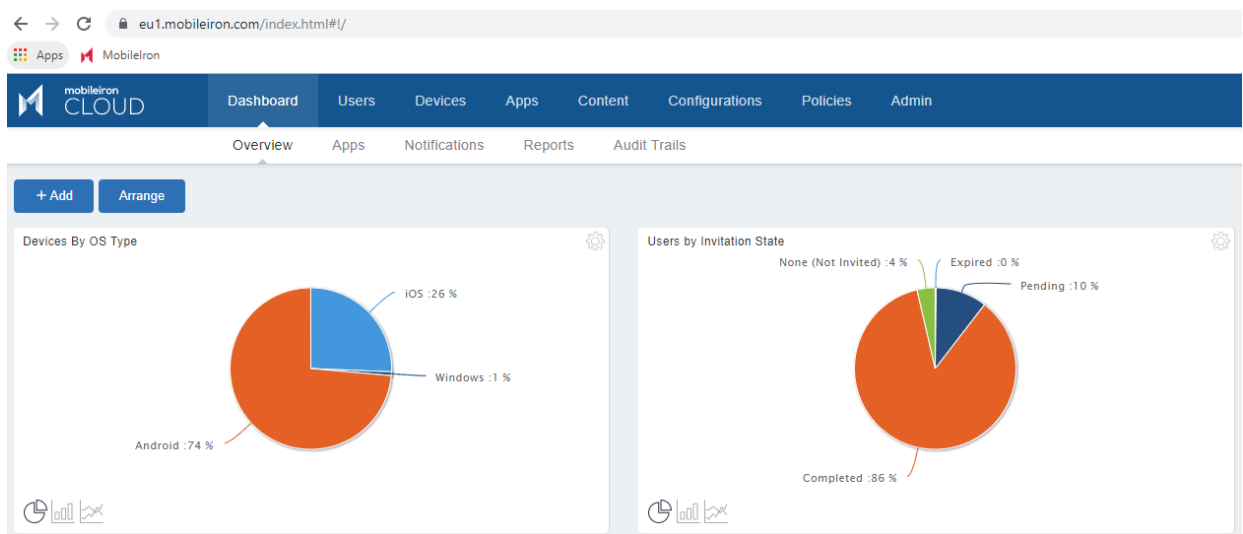 eu1.mobileiron.com/index.html#!/
Apps MobileIron
mobileiron
CLOUD
Dashboard Users Devices Apps Content Configurations Policies Admin
Overview Apps Notifications Reports Audit Trails
+ Add Arrange
Devices By OS Type
iOS :26 %
Windows :1 %
Android :74 %
Users by Invitation State
None (Not Invited) :4 %
Expired :0 %
Pending :10 %
Completed :86 %